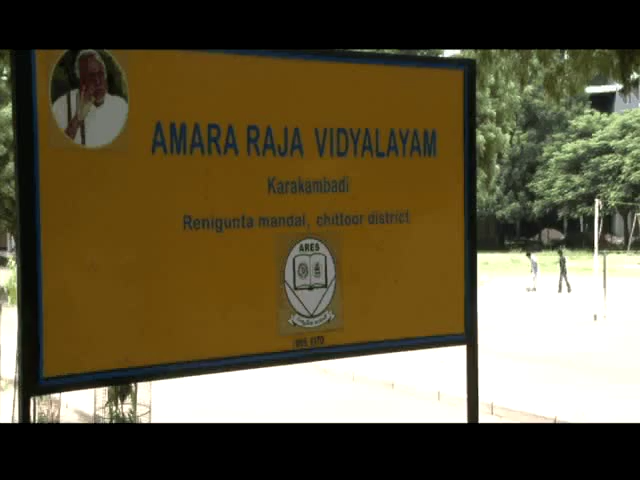 AMARA RAJA VIDYALAYAM
Karakambadi
Renigunta mandal, chittoor district
ARES